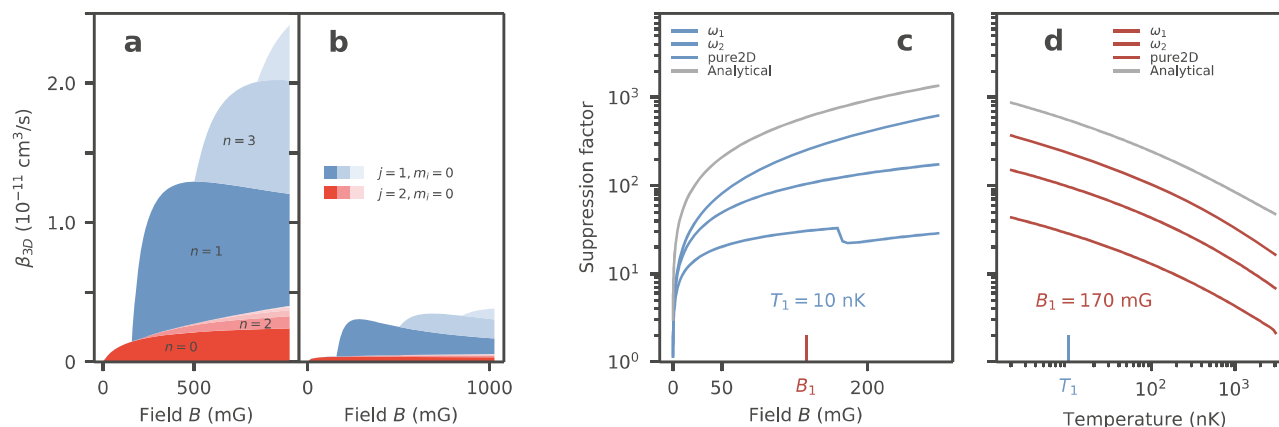 a
b
c
d
2.0
1.0
0
β3D (10⁻¹¹ cm³/s)
n = 3
n = 1
n = 2
n = 0
0
500
Field B (mG)
j = 1, mₗ = 0
j = 2, mₗ = 0
0
1000
Field B (mG)
Suppression factor
10³
10²
10¹
10⁰
ω₁
ω₂
pure2D
Analytical
T₁ = 10 nK
0
50
B₁
200
Field B (mG)
ω₁
ω₂
pure2D
Analytical
B₁ = 170 mG
T₁
10²
10³
Temperature (nK)